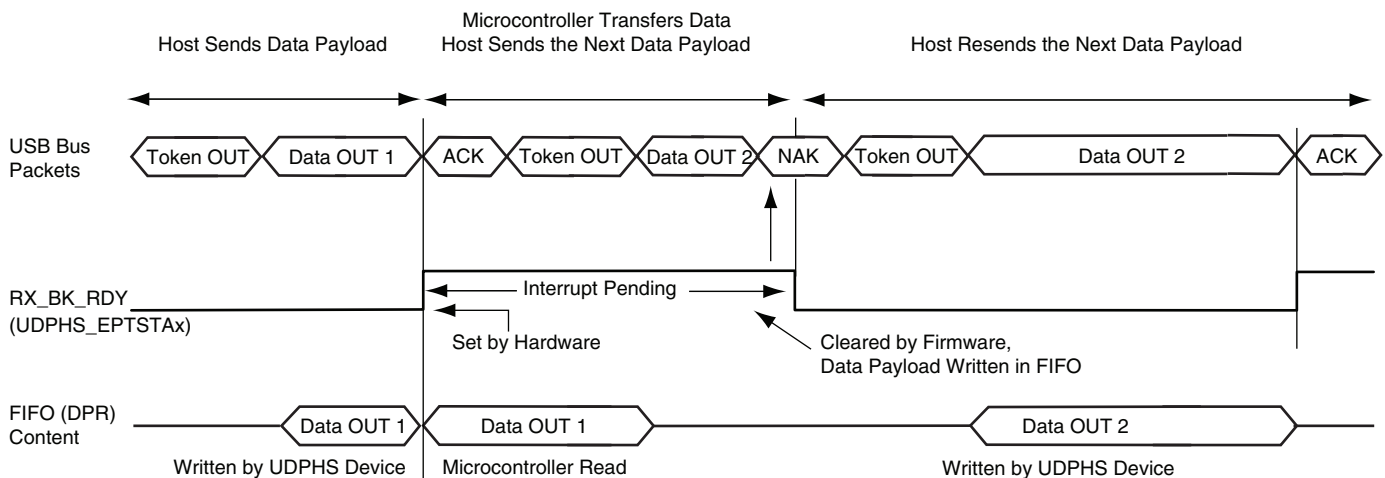 Microcontroller Transfers Data
Host Sends Data Payload
Host Sends the Next Data Payload
Host Resends the Next Data Payload
USB Bus
Packets
Token OUT
Data OUT 1
ACK
Token OUT
Data OUT 2
NAK
Token OUT
Data OUT 2
ACK
RX_BK_RDY
(UDPHS_EPTSTAx)
Interrupt Pending
Set by Hardware
Cleared by Firmware,
Data Payload Written in FIFO
FIFO (DPR)
Content
Data OUT 1
Data OUT 1
Data OUT 2
Written by UDPHS Device
Microcontroller Read
Written by UDPHS Device